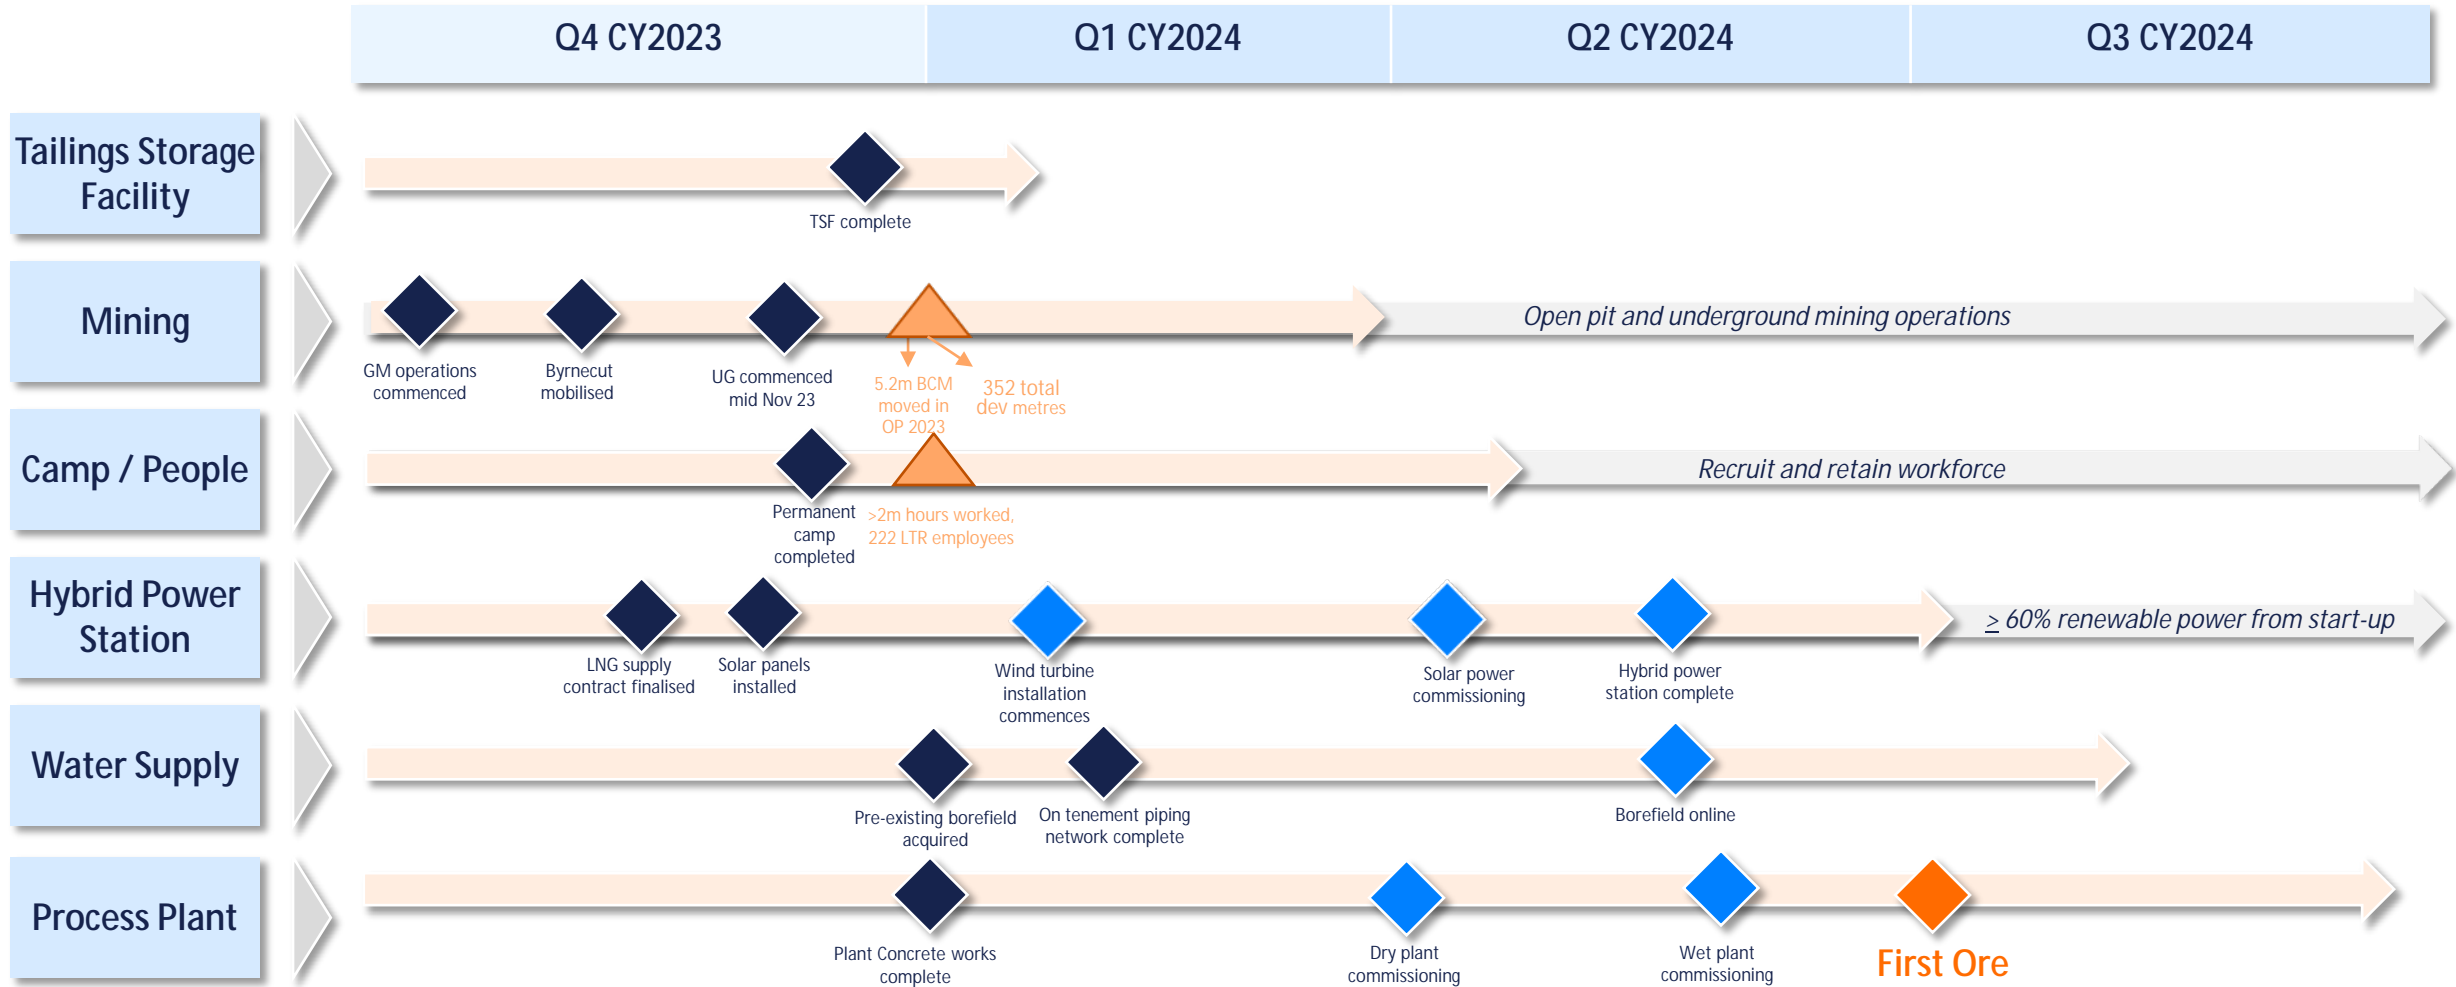 Q4 CY2023
Q1 CY2024
Q2 CY2024
Q3 CY2024
Tailings Storage
Facility
TSF complete
Mining
Open pit and underground mining operations
GM operations
commenced
Byrnecut
mobilised
UG commenced
mid Nov 23
5.2m BCM
moved in
OP 2023
352 total
dev metres
Camp / People
Recruit and retain workforce
Permanent
camp
completed
>2m hours worked,
222 LTR employees
Hybrid Power
Station
≥ 60% renewable power from start-up
LNG supply
contract finalised
Solar panels
installed
Wind turbine
installation
commences
Solar power
commissioning
Hybrid power
station complete
Water Supply
Pre-existing borefield
acquired
On tenement piping
network complete
Borefield online
Process Plant
Plant Concrete works
complete
Dry plant
commissioning
Wet plant
commissioning
First Ore